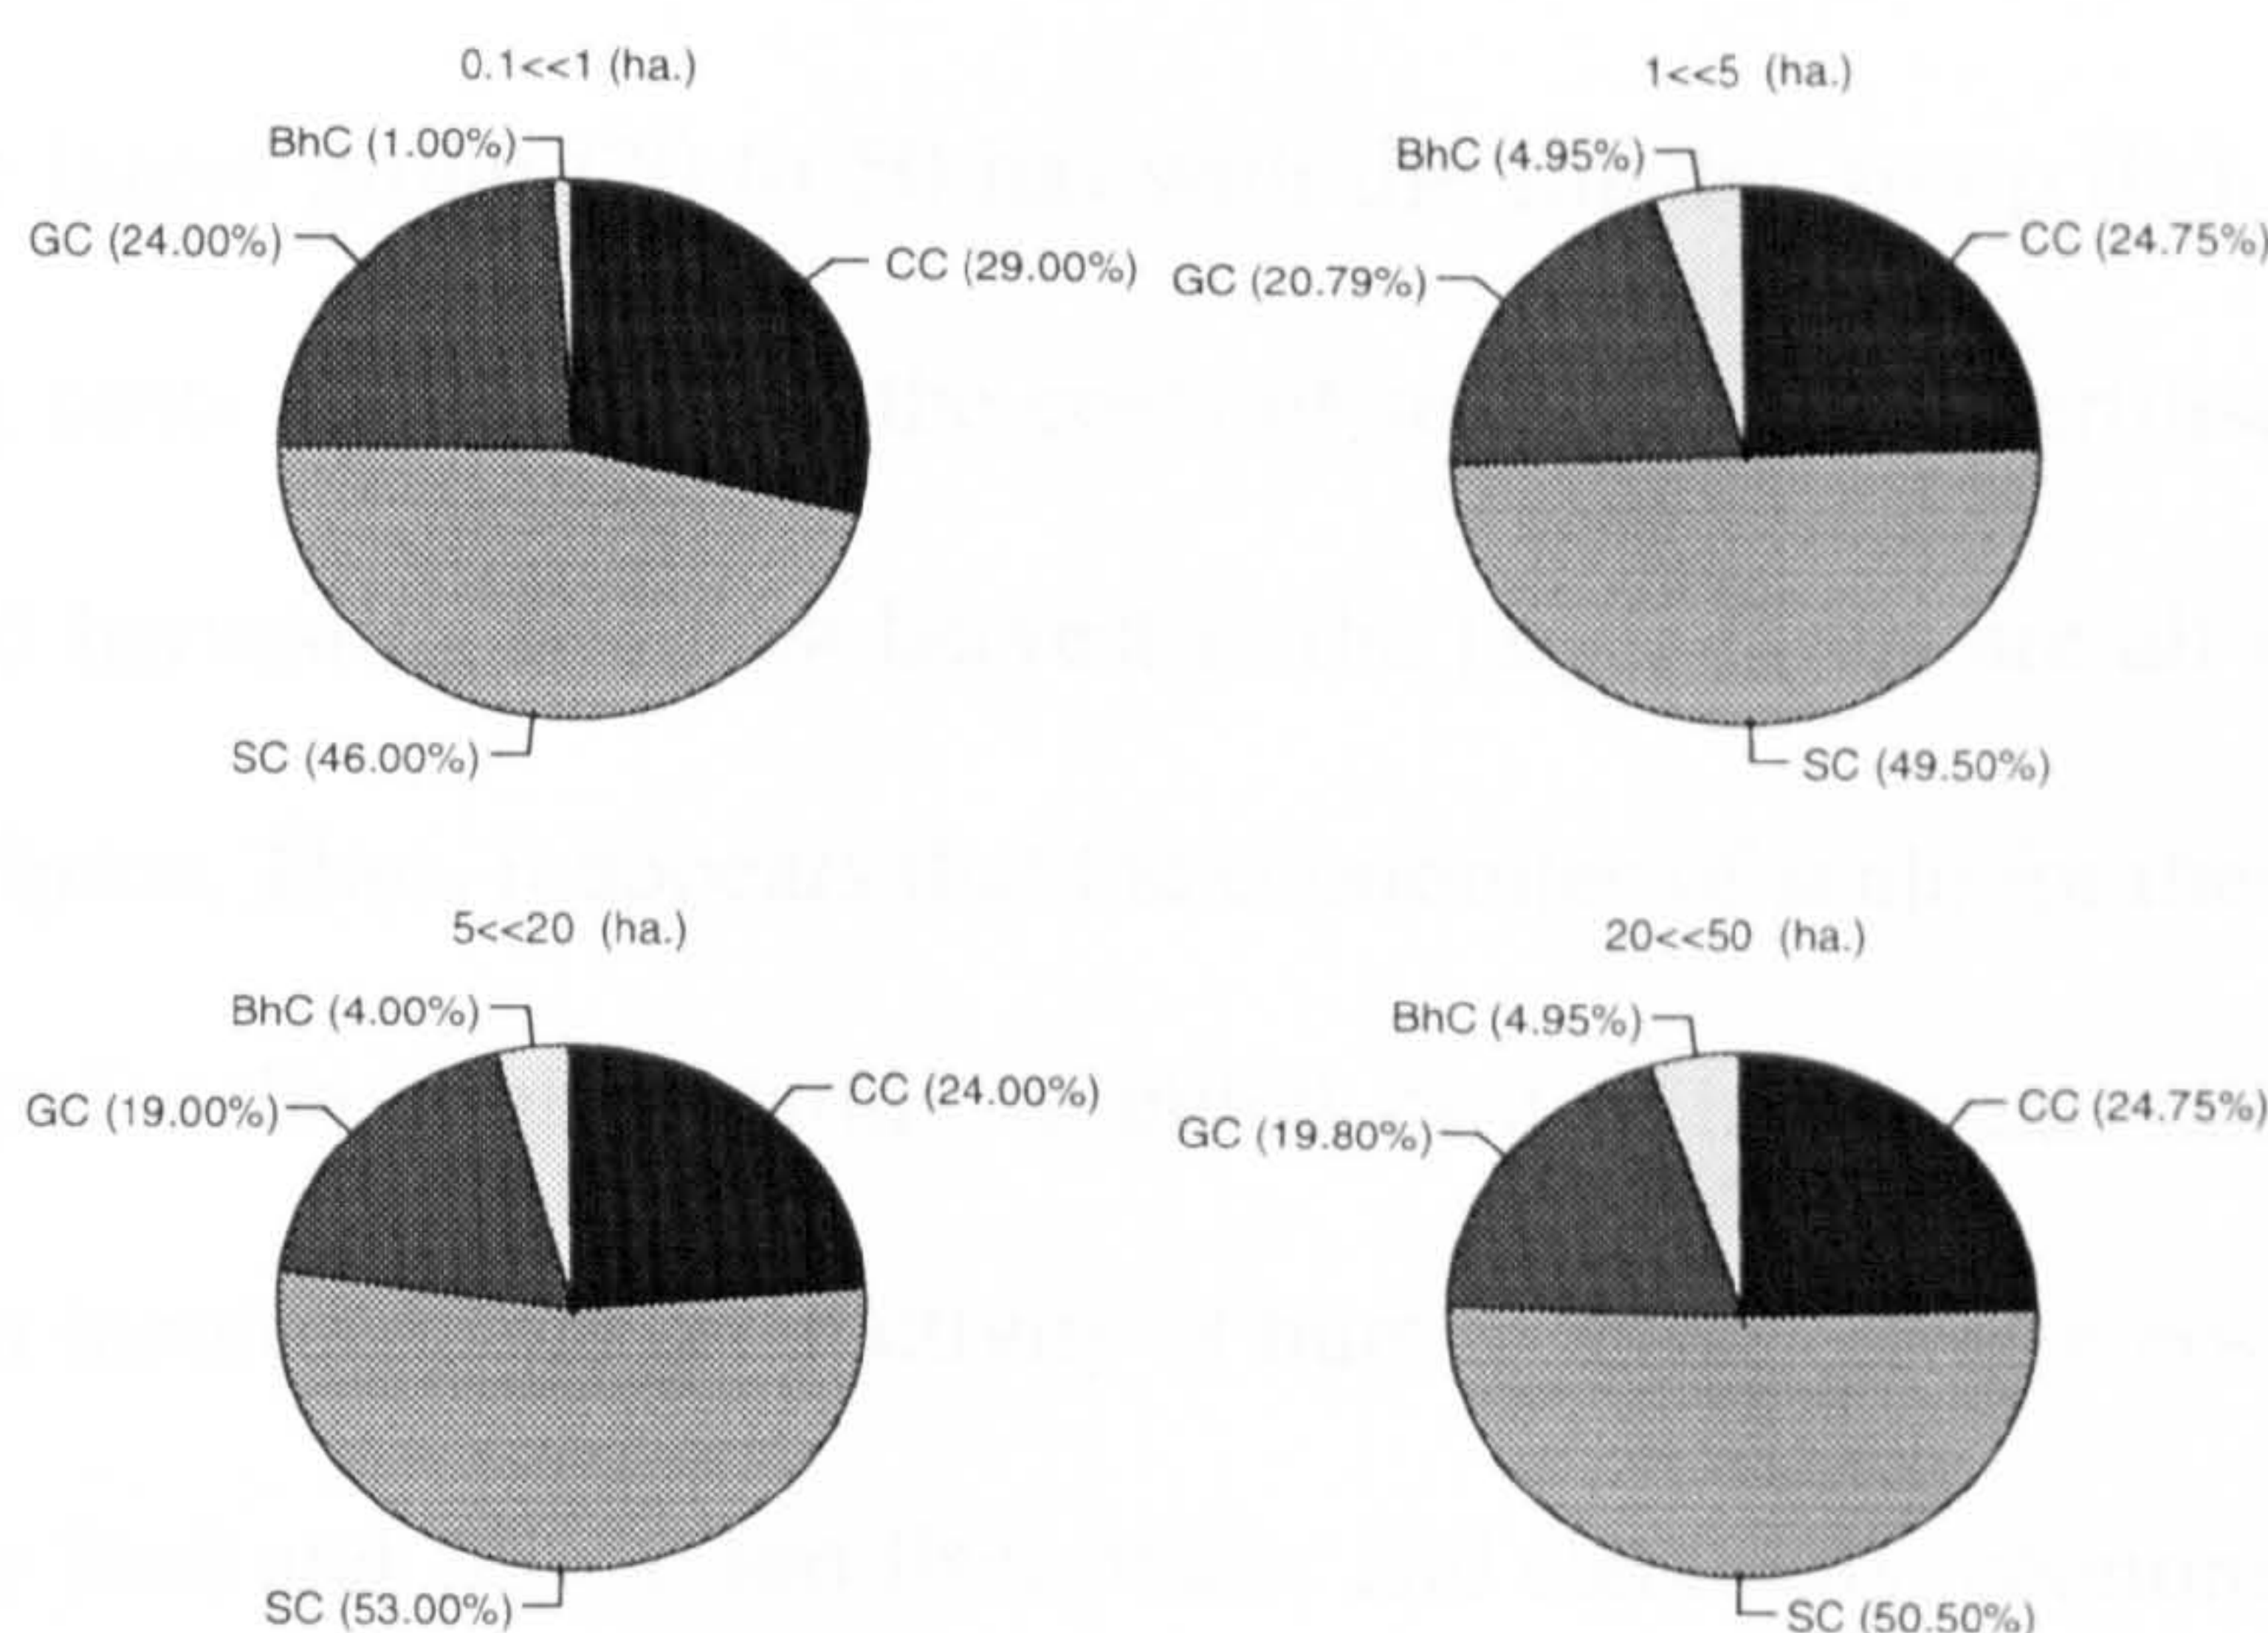 0.1<<1 (ha.)
BhC (1.00%)
GC (24.00%)
CC (29.00%)
SC (46.00%)
1<<5 (ha.)
BhC (4.95%)
GC (20.79%)
CC (24.75%)
SC (49.50%)
5<<20 (ha.)
BhC (4.00%)
GC (19.00%)
CC (24.00%)
SC (53.00%)
20<<50 (ha.)
BhC (4.95%)
GC (19.80%)
CC (24.75%)
SC (50.50%)